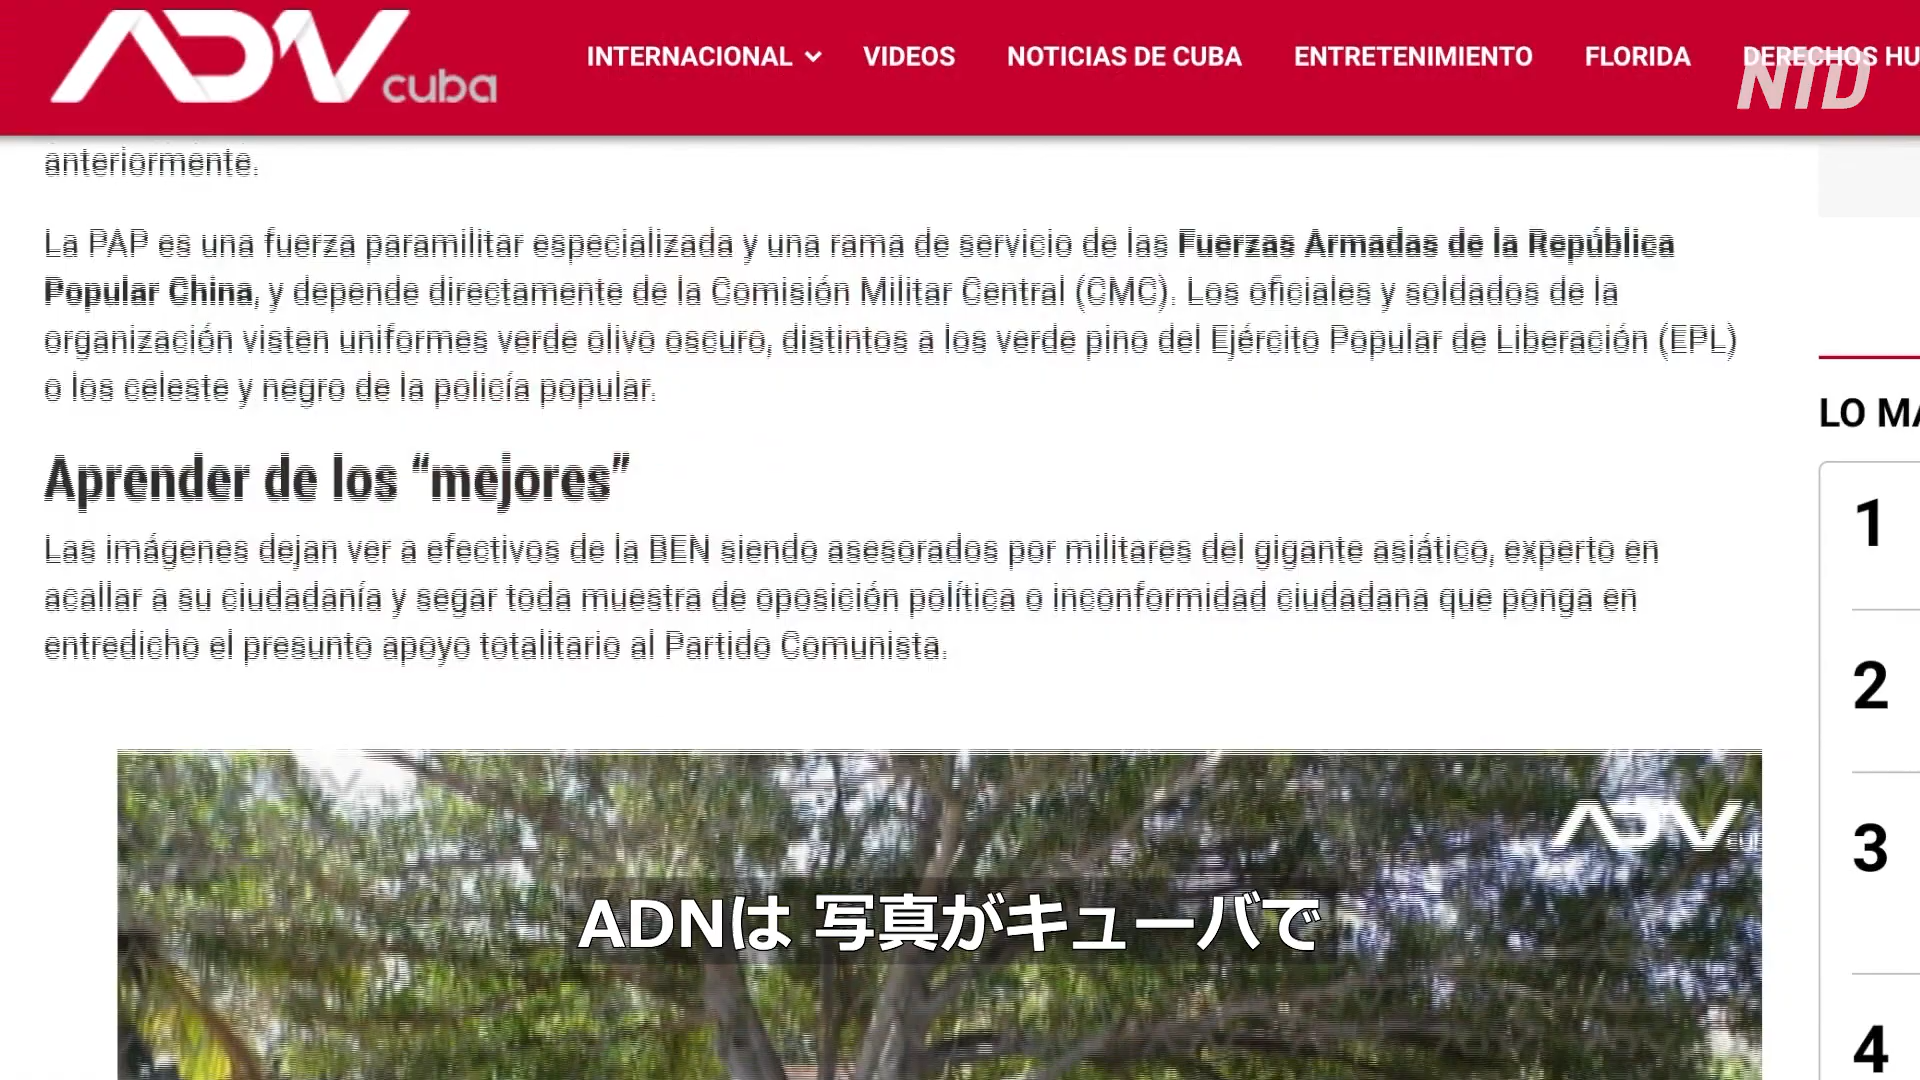 ADN cuba
INTERNACIONAL VIDEOS NOTICIAS DE CUBA ENTRETENIMIENTO FLORIDA DERECHOS HU
NTD
anteriormente.
La PAP es una fuerza paramilitar especializada y una rama de servicio de las Fuerzas Armadas de la República
Popular China, y depende directamente de la Comisión Militar Central (CMC). Los oficiales y soldados de la
organización visten uniformes verde olivo oscuro, distintos a los verde pino del Ejército Popular de Liberación (EPL)
o los celeste y negro de la policía popular.
LO MA
Aprender de los “mejores”
Las imágenes dejan ver a efectivos de la BEN siendo asesorados por militares del gigante asiático, experto en
acallar a su ciudadanía y segar toda muestra de oposición política o inconformidad ciudadana que ponga en
entredicho el presunto apoyo totalitario al Partido Comunista.
1
2
3
4
ADN cu
ADNは 写真がキューバで